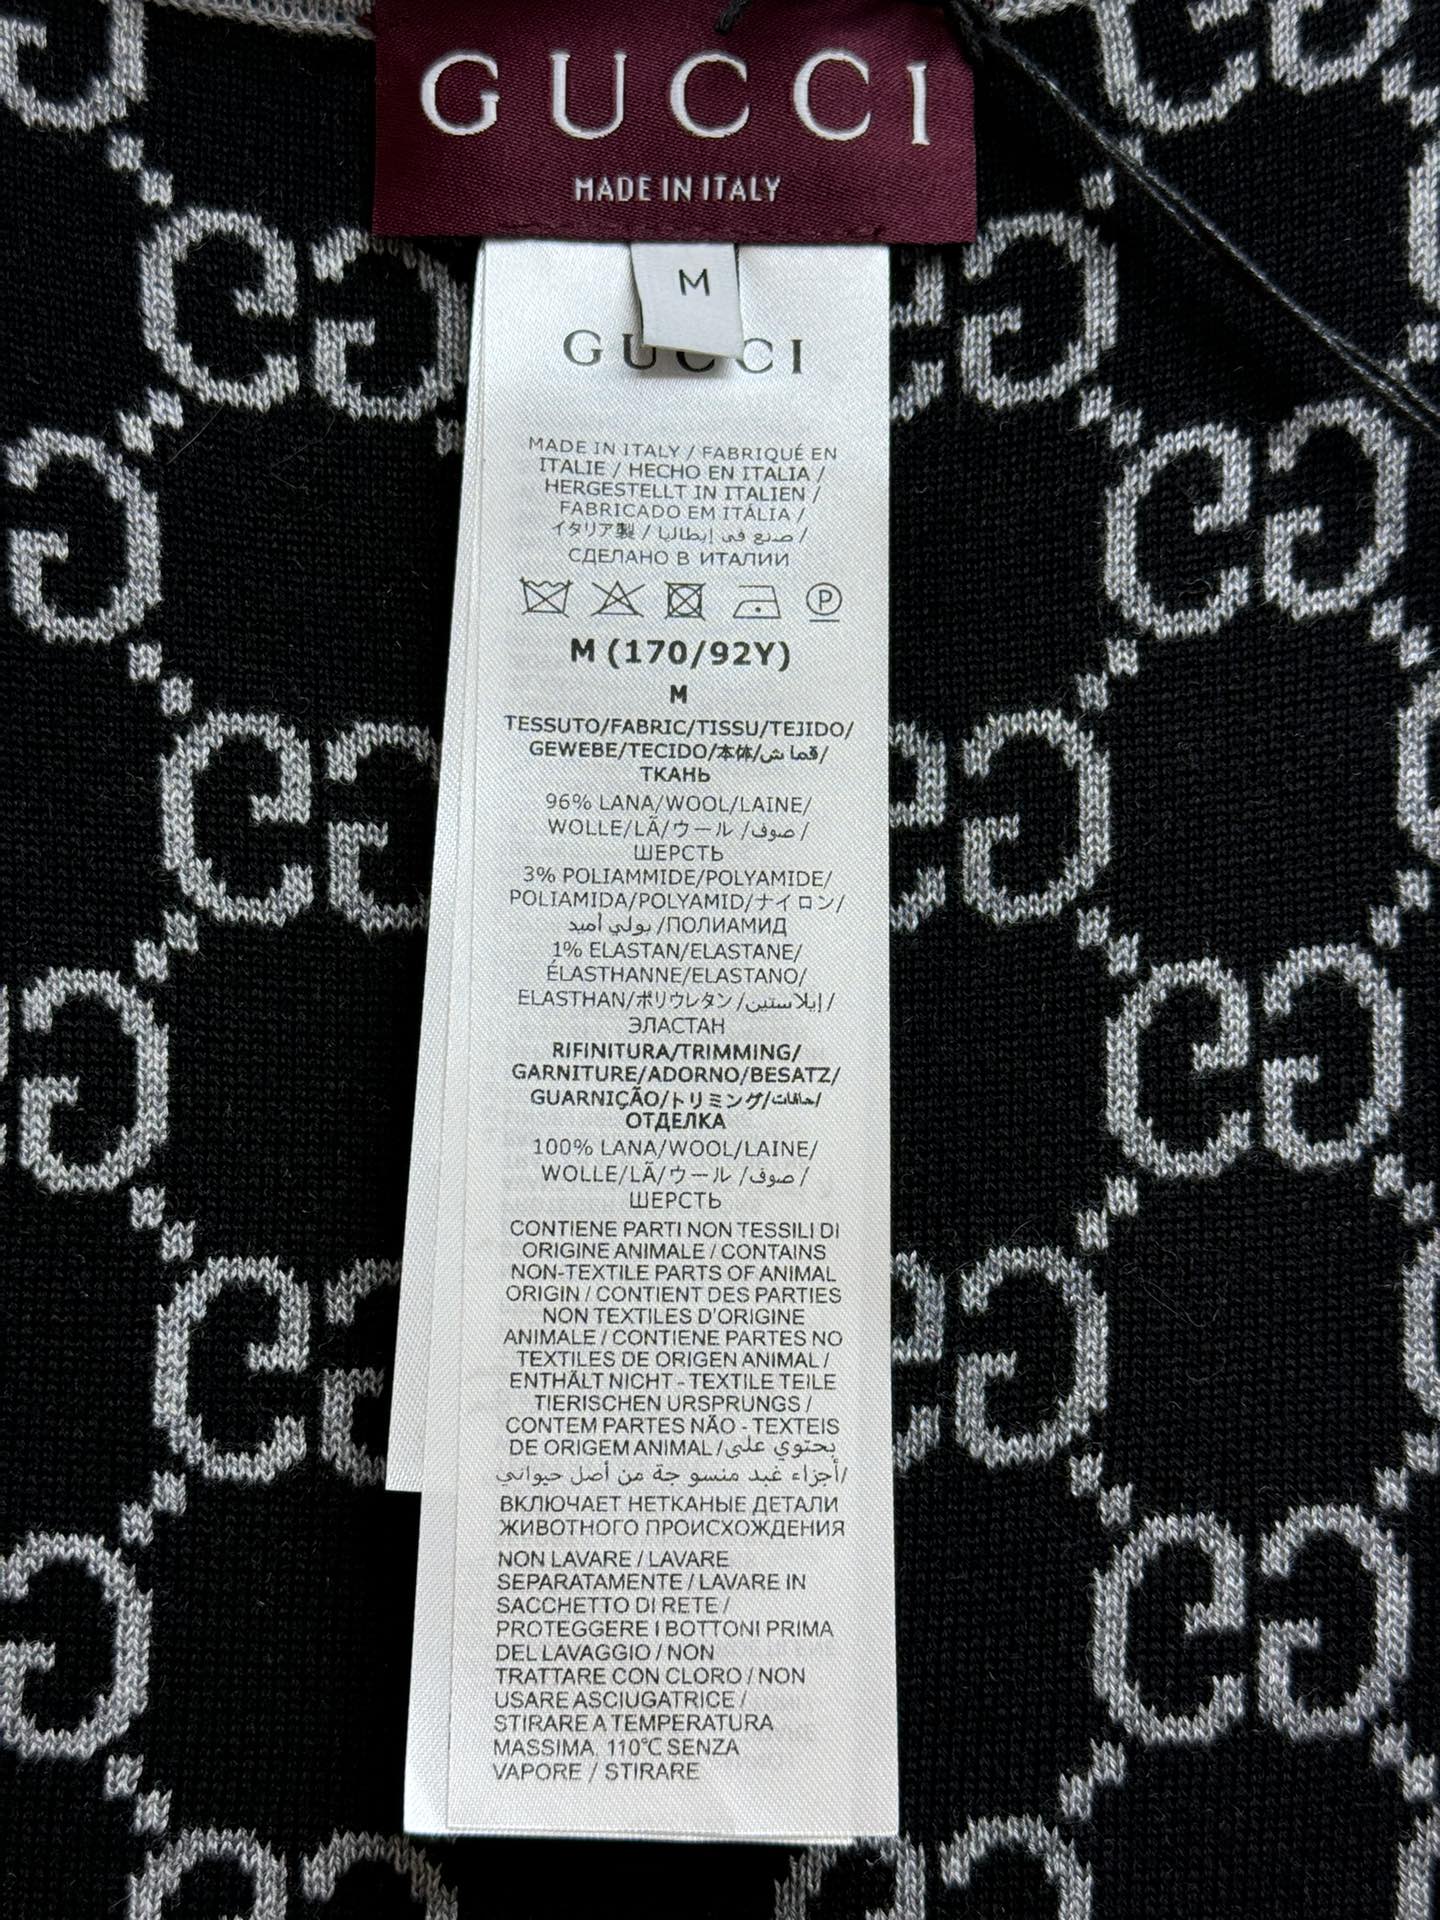 GUCCI
MADE IN ITALY
M
GUCCI
MADE IN ITALY / FABRIQUÉ EN
ITALIE / HECHO EN ITALIA /
HERGESTELLT IN ITALIEN /
FABRICADO EM ITÁLIA /
イタリア製 / صنع في إيطاليا /
СДЕЛАНО В ИТАЛИИ
P
M (170/92Y)
M
TESSUTO/FABRIC/TISSU/TEJIDO/
GEWEBE/TECIDO/本体/قماش/
ТКАНЬ
96% LANA/WOOL/LAINE/
WOLLE/LÃ/ウール /صوف /
ШЕРСТЬ
3% POLIAMMIDE/POLYAMIDE/
POLIAMIDA/POLYAMID/ナイロン/
بولي أميد /ПОЛИАМИД
1% ELASTAN/ELASTANE/
ÉLASTHANNE/ELASTANO/
ELASTHAN/ポリウレタン /إيلاستين/
ЭЛАСТАН
RIFINITURA/TRIMMING/
GARNITURE/ADORNO/BESATZ/
GUARNIÇÃO/トリミング/حافات/
ОТДЕЛКА
100% LANA/WOOL/LAINE/
WOLLE/LÃ/ウール /صوف /
ШЕРСТЬ
CONTIENE PARTI NON TESSILI DI
ORIGINE ANIMALE / CONTAINS
NON-TEXTILE PARTS OF ANIMAL
ORIGIN / CONTIENT DES PARTIES
NON TEXTILES D'ORIGINE
ANIMALE / CONTIENE PARTES NO
TEXTILES DE ORIGEN ANIMAL /
ENTHÄLT NICHT - TEXTILE TEILE
TIERISCHEN URSPRUNGS /
CONTEM PARTES NÃO - TEXTEIS
DE ORIGEM ANIMAL / يحتوي على
أجزاء غيد منسو جة من أصل حيواني/
ВКЛЮЧАЕТ НЕТКАНЫЕ ДЕТАЛИ
ЖИВОТНОГО ПРОИСХОЖДЕНИЯ
NON LAVARE / LAVARE
SEPARATAMENTE / LAVARE IN
SACCHETTO DI RETE /
PROTEGGERE I BOTTONI PRIMA
DEL LAVAGGIO / NON
TRATTARE CON CLORO / NON
USARE ASCIUGATRICE /
STIRARE A TEMPERATURA
MASSIMA 110°C SENZA
VAPORE / STIRARE